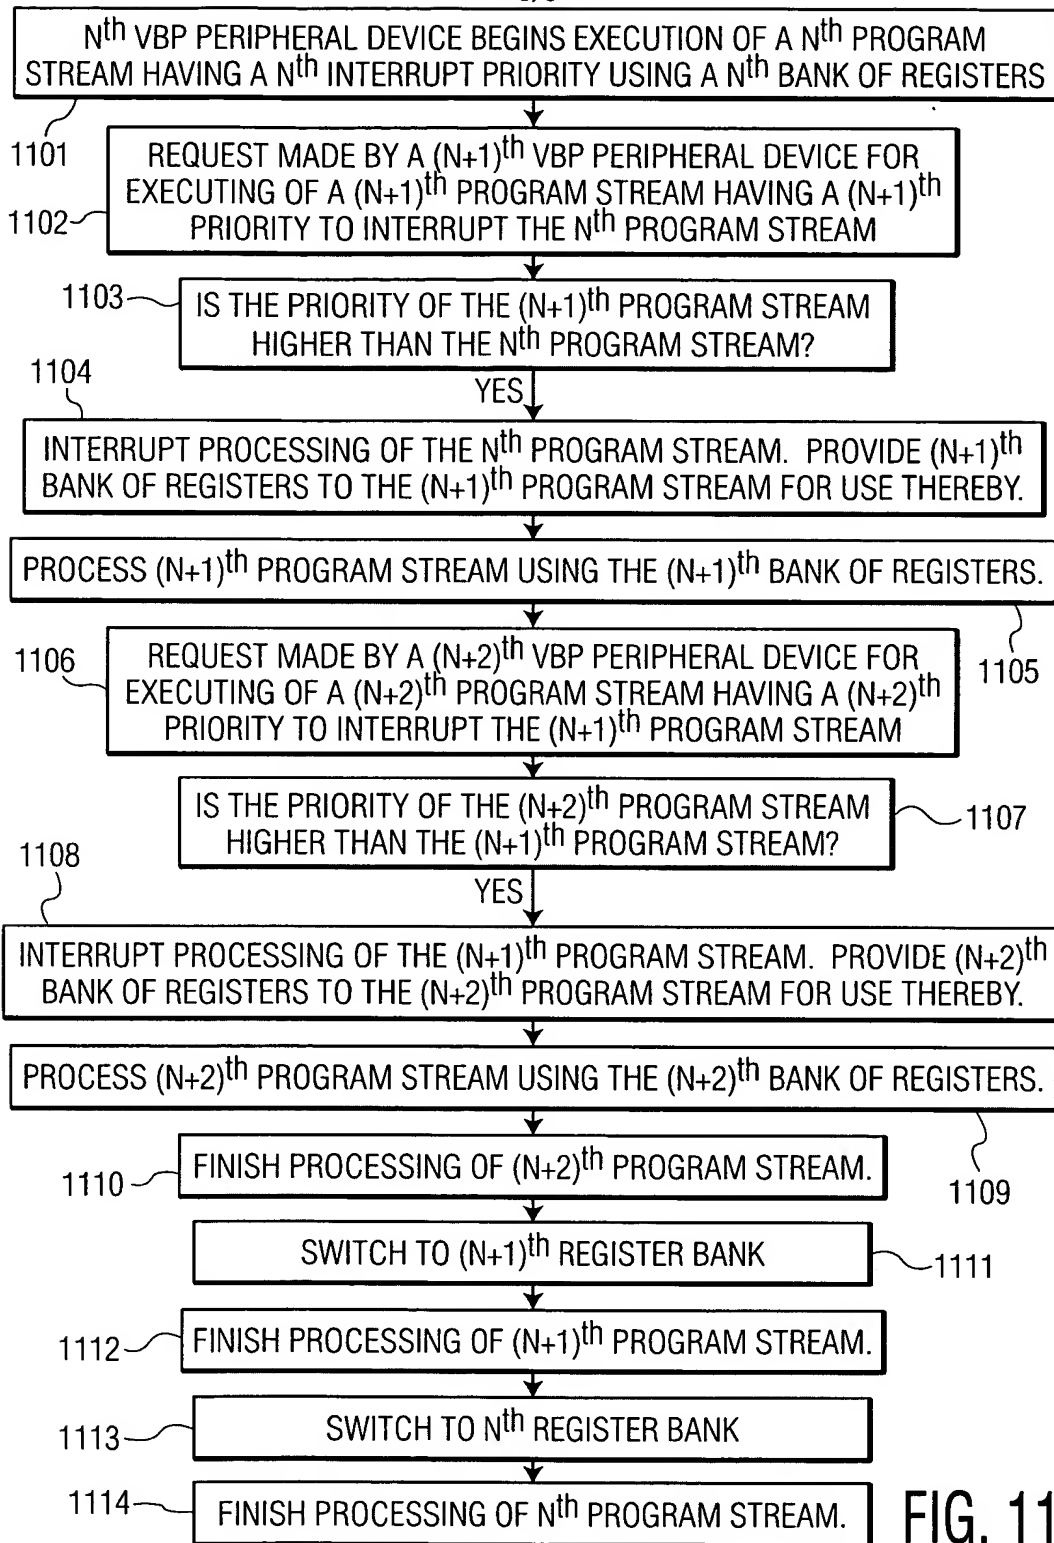 Nth VBP PERIPHERAL DEVICE BEGINS EXECUTION OF A Nth PROGRAM
STREAM HAVING A Nth INTERRUPT PRIORITY USING A Nth BANK OF REGISTERS
1101
REQUEST MADE BY A (N+1)th VBP PERIPHERAL DEVICE FOR
EXECUTING OF A (N+1)th PROGRAM STREAM HAVING A (N+1)th
PRIORITY TO INTERRUPT THE Nth PROGRAM STREAM
1102
1103
IS THE PRIORITY OF THE (N+1)th PROGRAM STREAM
HIGHER THAN THE Nth PROGRAM STREAM?
1104
YES
INTERRUPT PROCESSING OF THE Nth PROGRAM STREAM. PROVIDE (N+1)th
BANK OF REGISTERS TO THE (N+1)th PROGRAM STREAM FOR USE THEREBY.
PROCESS (N+1)th PROGRAM STREAM USING THE (N+1)th BANK OF REGISTERS.
1105
1106
REQUEST MADE BY A (N+2)th VBP PERIPHERAL DEVICE FOR
EXECUTING OF A (N+2)th PROGRAM STREAM HAVING A (N+2)th
PRIORITY TO INTERRUPT THE (N+1)th PROGRAM STREAM
IS THE PRIORITY OF THE (N+2)th PROGRAM STREAM
HIGHER THAN THE (N+1)th PROGRAM STREAM?
1107
1108
YES
INTERRUPT PROCESSING OF THE (N+1)th PROGRAM STREAM. PROVIDE (N+2)th
BANK OF REGISTERS TO THE (N+2)th PROGRAM STREAM FOR USE THEREBY.
PROCESS (N+2)th PROGRAM STREAM USING THE (N+2)th BANK OF REGISTERS.
1109
1110
FINISH PROCESSING OF (N+2)th PROGRAM STREAM.
SWITCH TO (N+1)th REGISTER BANK
1111
1112
FINISH PROCESSING OF (N+1)th PROGRAM STREAM.
1113
SWITCH TO Nth REGISTER BANK
1114
FINISH PROCESSING OF Nth PROGRAM STREAM.
FIG. 11